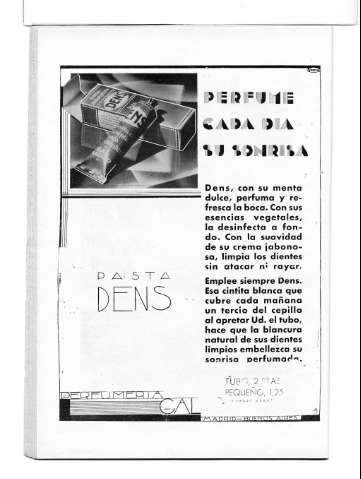 PERFUME
CADA DIA
SU SONRISA
Dens, con su menta
dulce, perfuma y re-
fresca la boca. Con sus
esencias vegetales,
la desinfecta a fon-
do. Con la suavidad
de su crema jabono-
sa, limpia los dientes
sin atacar ni rayar.
Emplee siempre Dens.
Esa cintita blanca que
cubre cada mañana
un tercio del cepillo
al apretar Ud. el tubo,
hace que la blancura
natural de sus dientes
limpios embellezca su
sonrisa perfumada.
PASTA
DENS
DENS
DENS
TUBO, 2 PTAS.
PEQUEÑO, 1,25
PERFUMERIA
GAL
MADRID-BUENOS AIRES